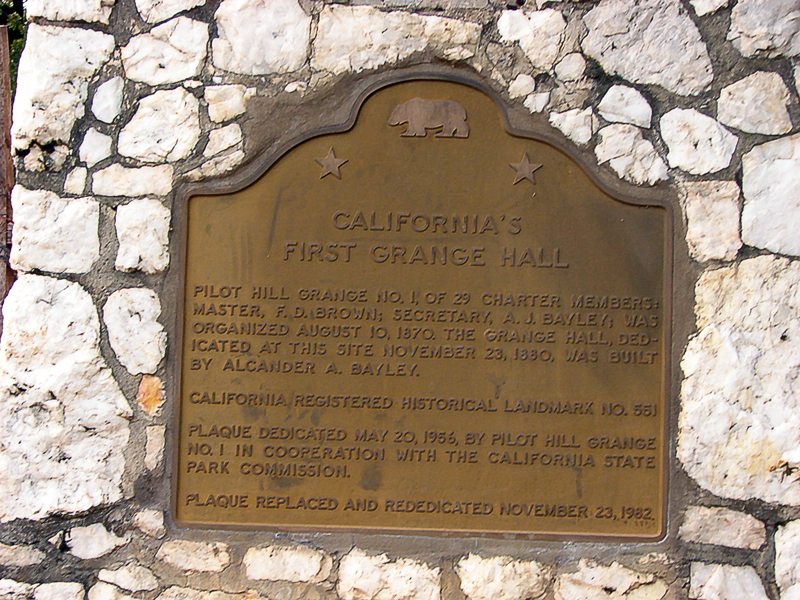 CALIFORNIA'S
FIRST GRANGE HALL
PILOT HILL GRANGE NO. 1, OF 29 CHARTER MEMBERS:
MASTER, F. D. BROWN; SECRETARY, A. J. BAYLEY; WAS
ORGANIZED AUGUST 10, 1870. THE GRANGE HALL, DED-
ICATED AT THIS SITE NOVEMBER 23, 1880, WAS BUILT
BY ALCANDER A. BAYLEY.
CALIFORNIA REGISTERED HISTORICAL LANDMARK NO. 551
PLAQUE DEDICATED MAY 20, 1956, BY PILOT HILL GRANGE
NO. 1 IN COOPERATION WITH THE CALIFORNIA STATE
PARK COMMISSION.
PLAQUE REPLACED AND REDEDICATED NOVEMBER 23, 1982.